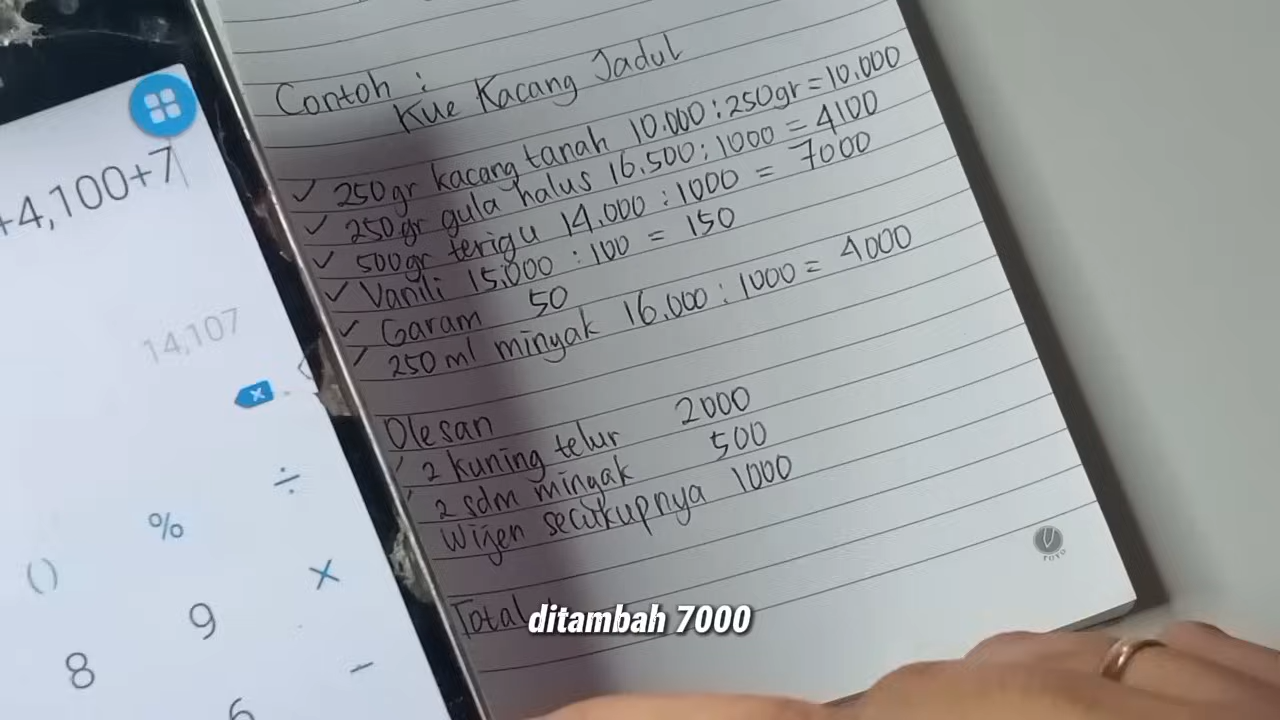 Contoh :
Kue Kacang Jadul
✓ 250gr kacang tanah 10.000 : 250gr = 10.000
✓ 250gr gula halus 16.500 : 1000 = 4100
✓ 500gr terigu 14.000 : 1000 = 7000
✓ Vanili 15.000 : 100 = 150
✓ Garam 50
✓ 250 ml minyak 16.000 : 1000 = 4000
Olesan
2 kuning telur 2000
2 sdm minyak 500
Wijen secukupnya 1000
Total
ditambah 7000
+4,100+7
14,107
÷
%
()
×
9
8
−
6
TOYO